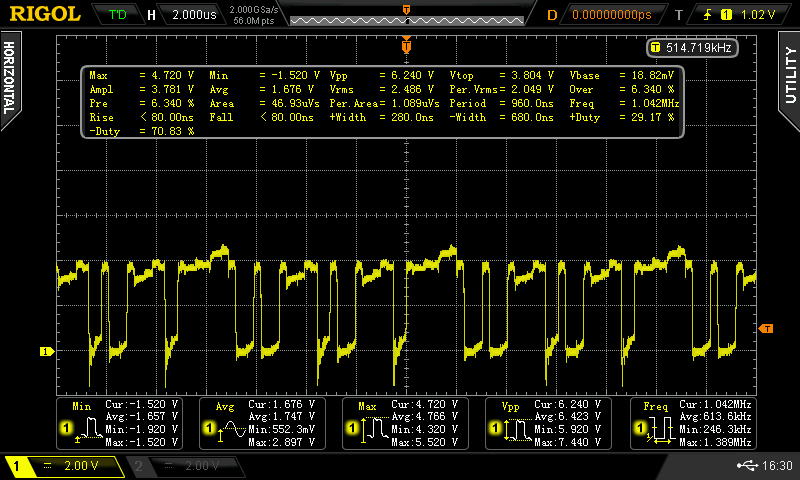 RIGOL T'D H 2.000us 2.000GSa/s 56.0M pts D 0.00000000ps T 1 1.02 V
HORIZONTAL
UTILITY
T 514.719kHz
T
Max = 4.720 V Min = -1.520 V Vpp = 6.240 V Vtop = 3.804 V Vbase = 18.82mV
Ampl = 3.781 V Avg = 1.676 V Vrms = 2.486 V Per.Vrms= 2.049 V Over = 6.340 %
Pre = 6.340 % Area = 46.93uVs Per.Area= 1.089uVs Period = 960.0ns Freq = 1.042MHz
Rise < 80.00ns Fall < 80.00ns +Width = 280.0ns -Width = 680.0ns +Duty = 29.17 %
-Duty = 70.83 %
T
1
Min Cur:-1.520 V
Avg:-1.657 V
1 Min:-1.920 V
Max:-1.520 V
Avg Cur:1.676 V
Avg:1.747 V
1 Min:552.3mV
Max:2.897 V
Max Cur:4.720 V
Avg:4.766 V
1 Min:4.320 V
Max:5.520 V
Vpp Cur:6.240 V
Avg:6.423 V
1 Min:5.920 V
Max:7.440 V
Freq Cur:1.042MHz
Avg:613.6kHz
1 Min:246.3kHz
Max:1.389MHz
1 2.00 V 2 2.00 V 16:30